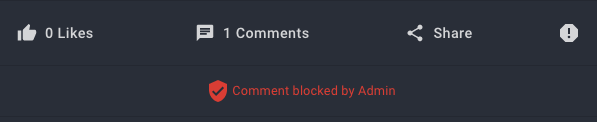 0 Likes 1 Comments Share
Comment blocked by Admin